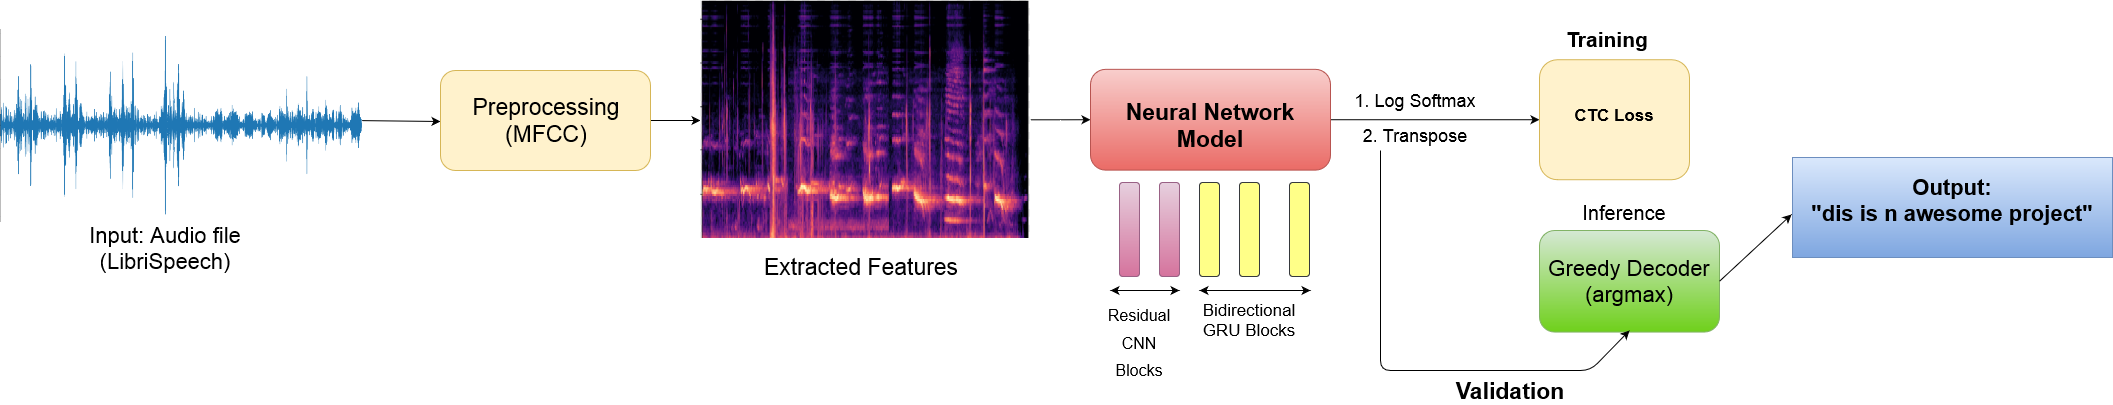 Input: Audio file
(LibriSpeech)
Preprocessing
(MFCC)
Extracted Features
Neural Network
Model
Residual
CNN
Blocks
Bidirectional
GRU Blocks
1. Log Softmax
2. Transpose
Training
CTC Loss
Validation
Inference
Greedy Decoder
(argmax)
Output:
"dis is n awesome project"